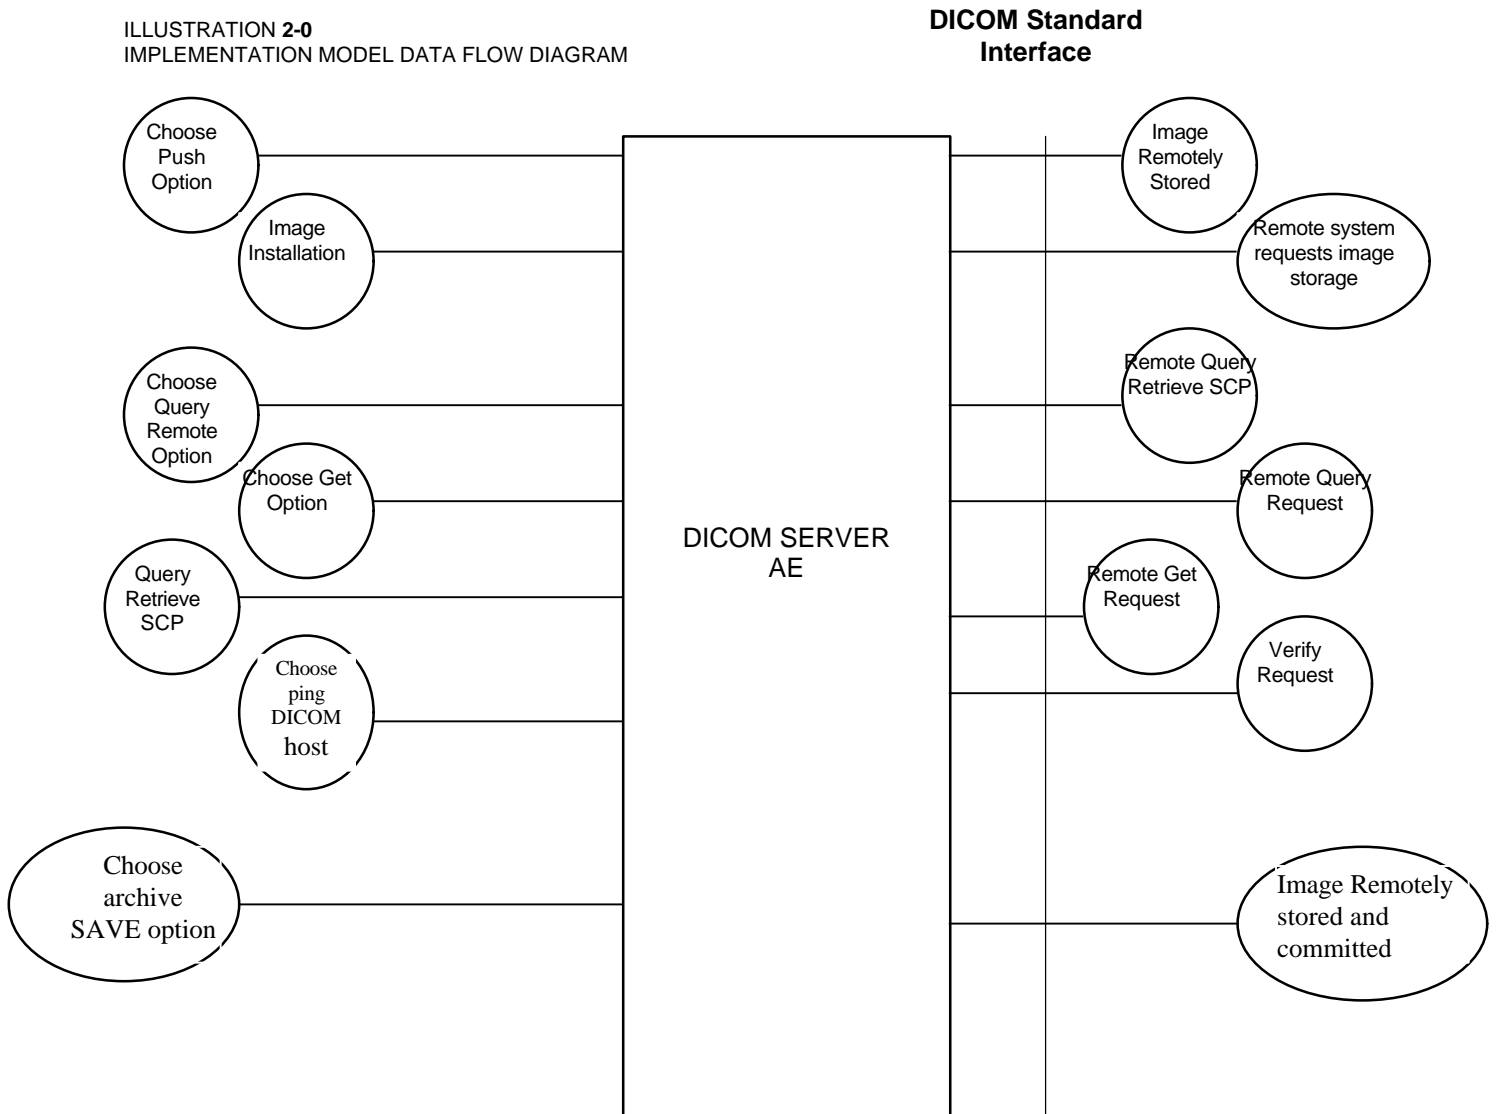 ILLUSTRATION 2-0
IMPLEMENTATION MODEL DATA FLOW DIAGRAM
DICOM Standard
Interface
Choose
Push
Option
Image
Installation
Choose
Query
Remote
Option
Choose Get
Option
Query
Retrieve
SCP
Choose
ping
DICOM
host
Choose
archive
SAVE option
DICOM SERVER
AE
Image
Remotely
Stored
Remote system
requests image
storage
Remote Query
Retrieve SCP
Remote Query
Request
Remote Get
Request
Verify
Request
Image Remotely
stored and
committed